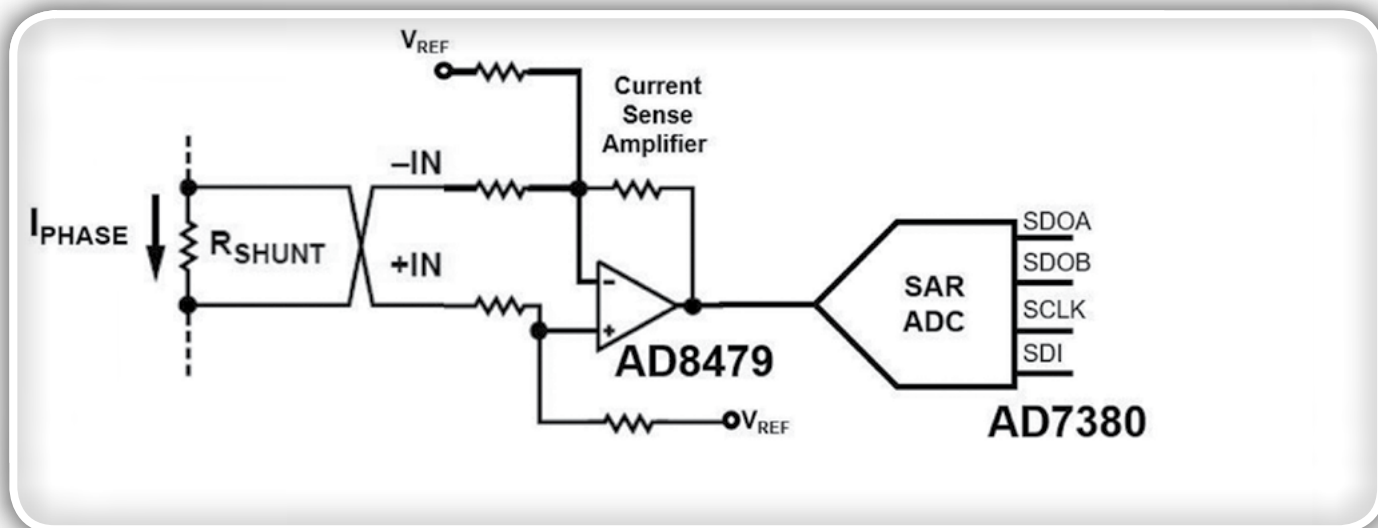 VREF
Current
Sense
Amplifier
–IN
IPHASE
RSHUNT
+IN
-
+
AD8479
VREF
SAR
ADC
SDOA
SDOB
SCLK
SDI
AD7380